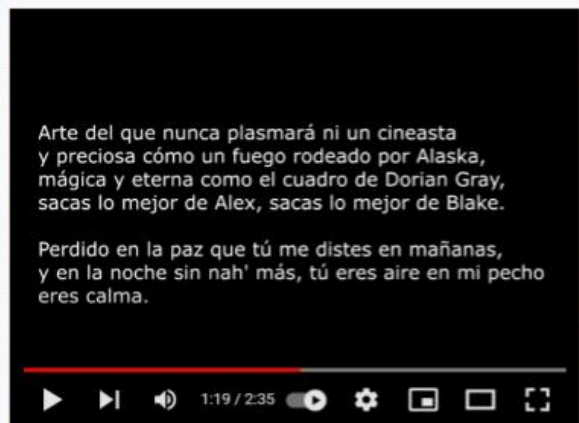 Arte del que nunca plasmará ni un cineasta
y preciosa cómo un fuego rodeado por Alaska,
mágica y eterna como el cuadro de Dorian Gray,
sacas lo mejor de Alex, sacas lo mejor de Blake.
Perdido en la paz que tú me distes en mañanas,
y en la noche sin nah' más, tú eres aire en mi pecho
eres calma.
1:19 / 2:35